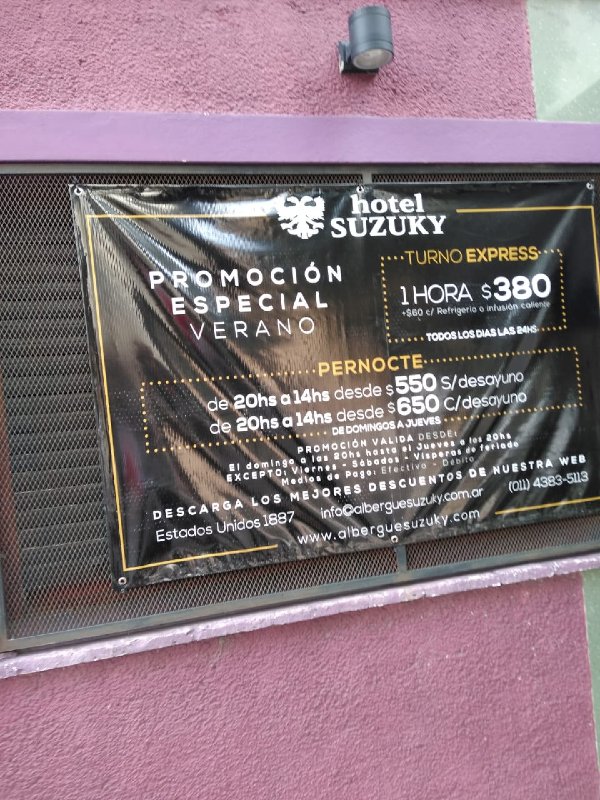 hotel
SUZUKY
PROMOCIÓN
ESPECIAL
VERANO
TURNO EXPRESS
1 HORA $380
+$60 c/ Refrigerio o infusión caliente
TODOS LOS DIAS LAS 24HS
PERNOCTE
de 20hs a 14hs desde $550 S/desayuno
de 20hs a 14hs desde $650 C/desayuno
DE DOMINGOS A JUEVES
PROMOCIÓN VALIDA DESDE:
El domingo a las 20hs hasta el Jueves a las 20hs
EXCEPTO: Viernes - Sábados - Vísperas de feriado
Medios de Pago: Efectivo - Débito
DESCARGA LOS MEJORES DESCUENTOS DE NUESTRA WEB
Estados Unidos 1887 info@alberguesuzuky.com.ar (011) 4383-5113
www.alberguesuzuky.com